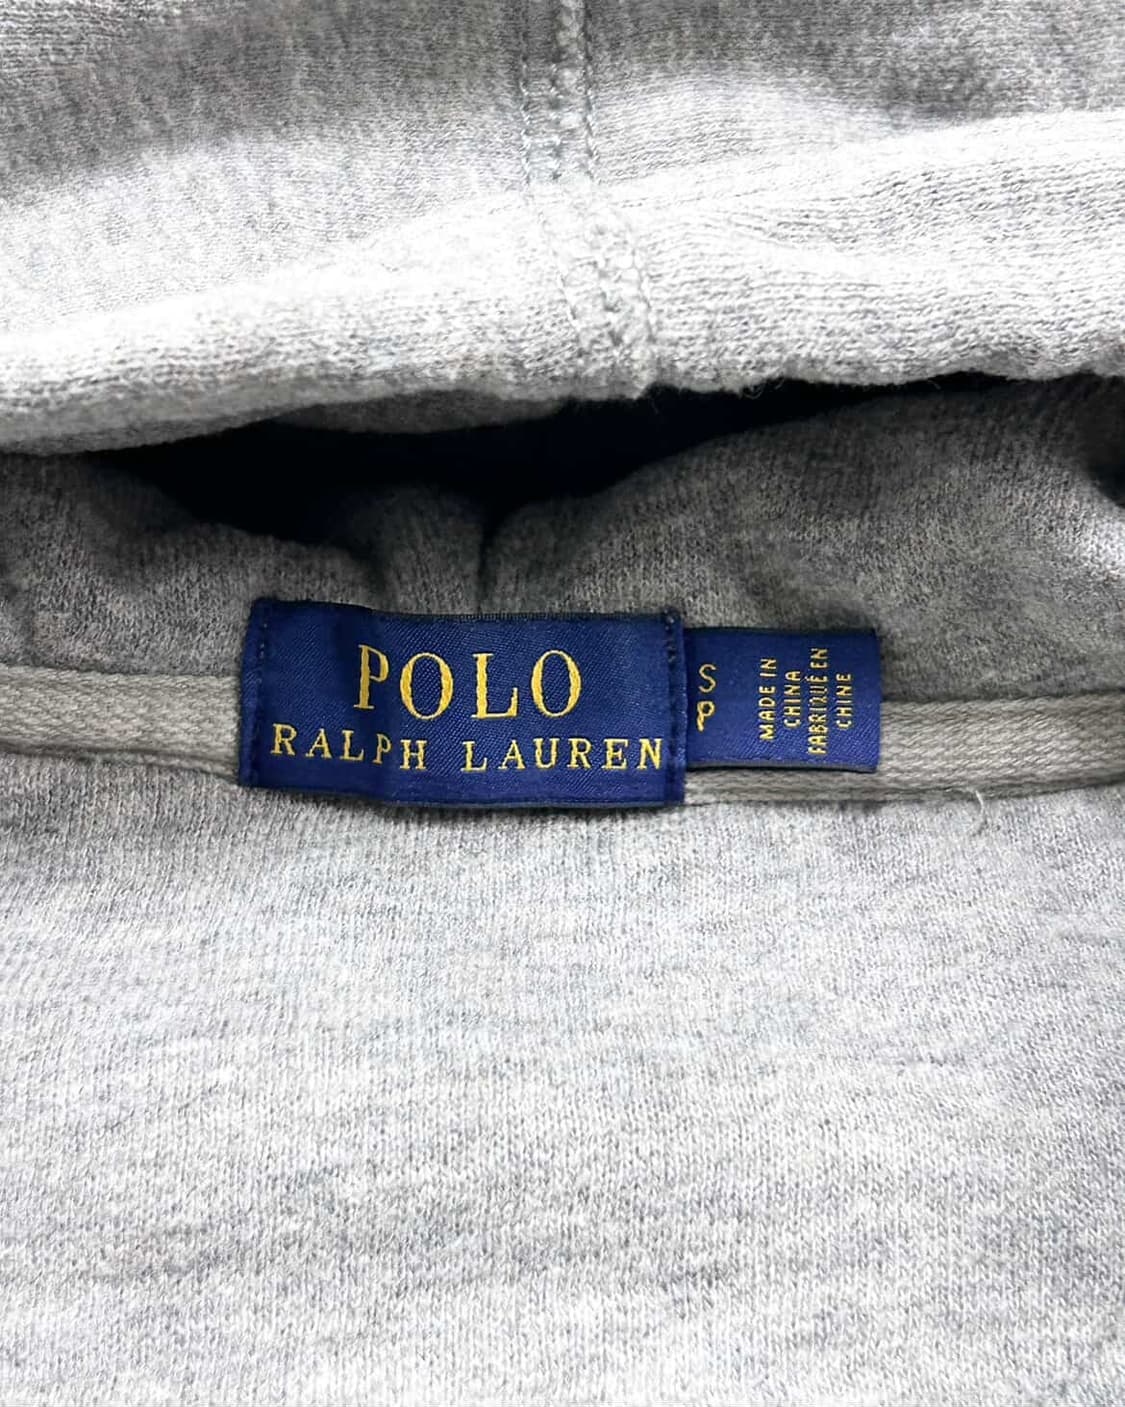 POLO
RALPH LAUREN
S
P
MADE IN
CHINA
FABRIQUÉ EN
CHINE